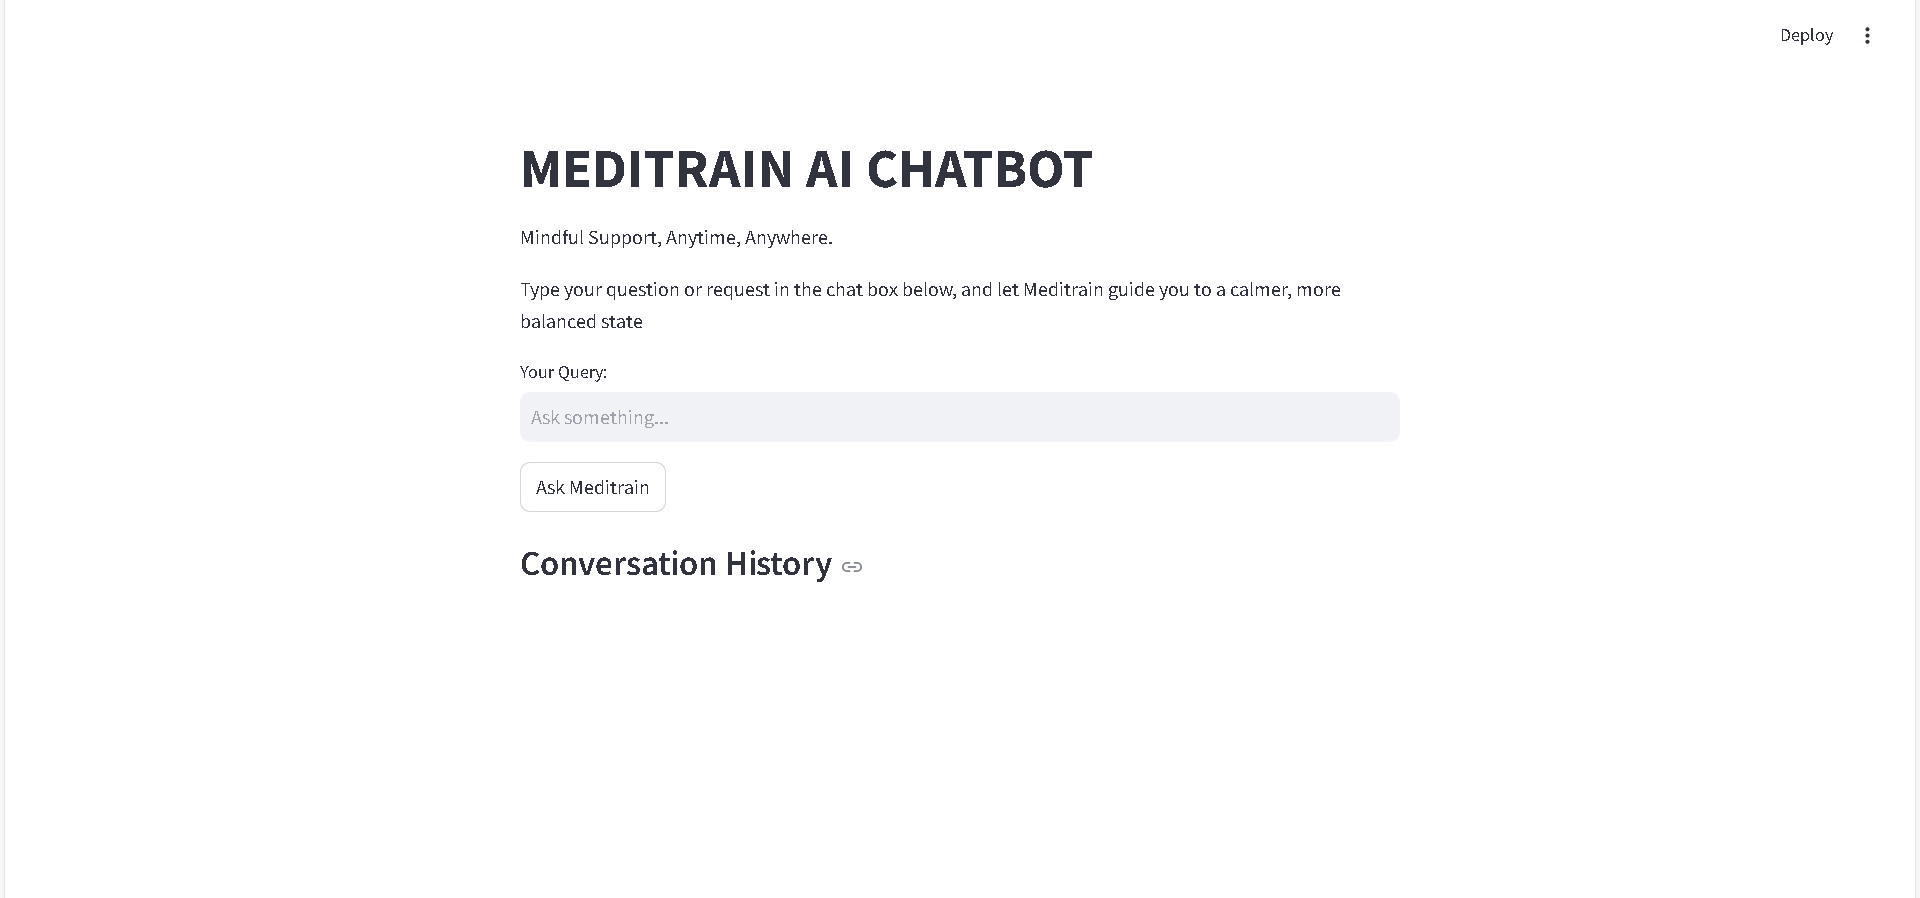 Deploy
MEDITRAIN AI CHATBOT
Mindful Support, Anytime, Anywhere.
Type your question or request in the chat box below, and let Meditrain guide you to a calmer, more
balanced state
Your Query:
Ask something...
Ask Meditrain
Conversation History